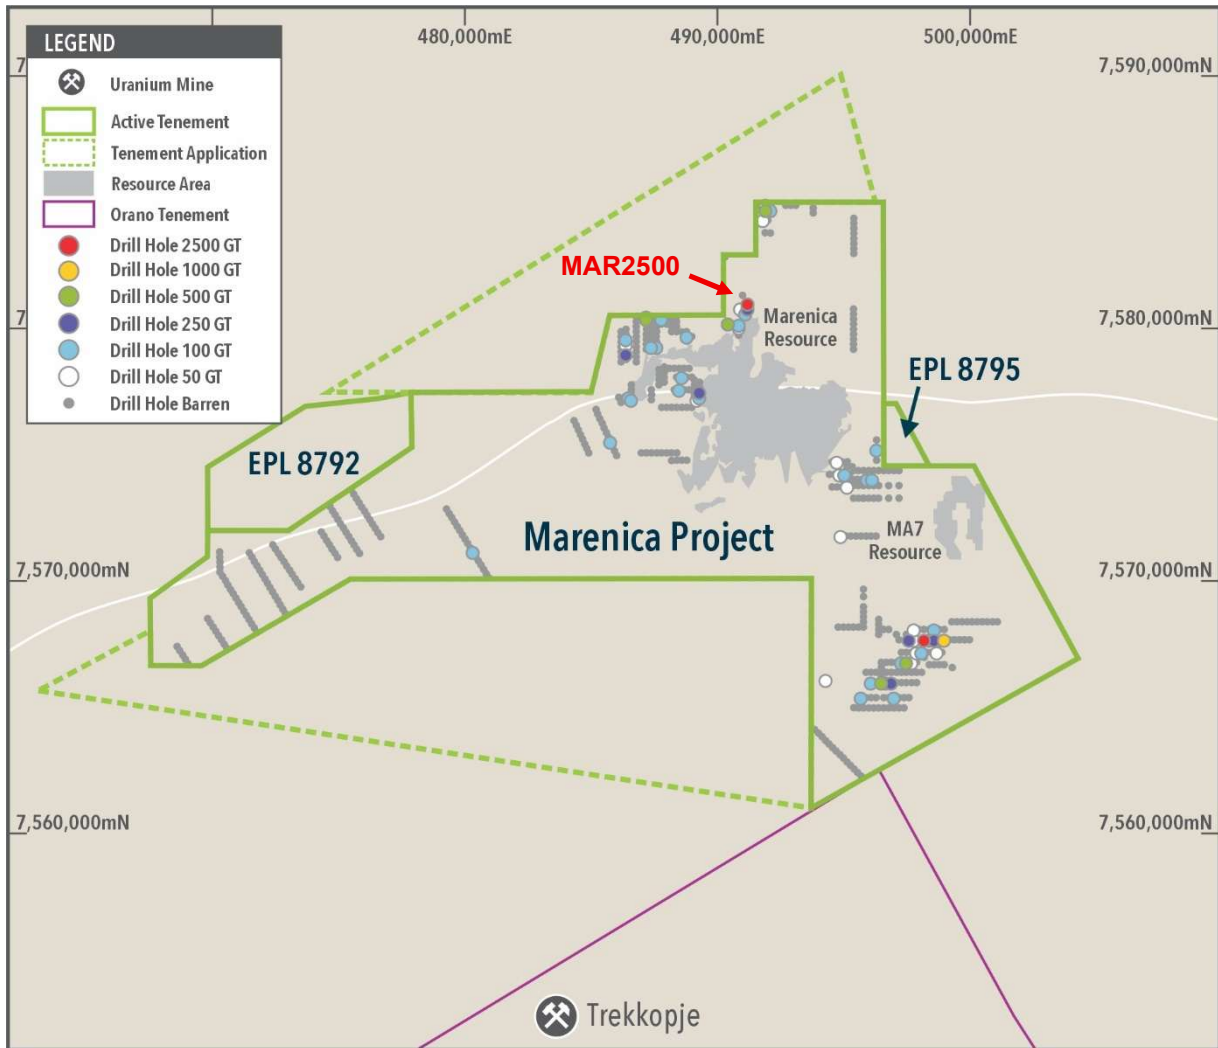 LEGEND
Uranium Mine
Active Tenement
Tenement Application
Resource Area
Orano Tenement
Drill Hole 2500 GT
Drill Hole 1000 GT
Drill Hole 500 GT
Drill Hole 250 GT
Drill Hole 100 GT
Drill Hole 50 GT
Drill Hole Barren
480,000mE
490,000mE
500,000mE
7,590,000mN
MAR2500
Marenica
Resource
7,580,000mN
EPL 8795
EPL 8792
Marenica Project
MA7
Resource
7,570,000mN
7,570,000mN
7,560,000mN
7,560,000mN
Trekkopje